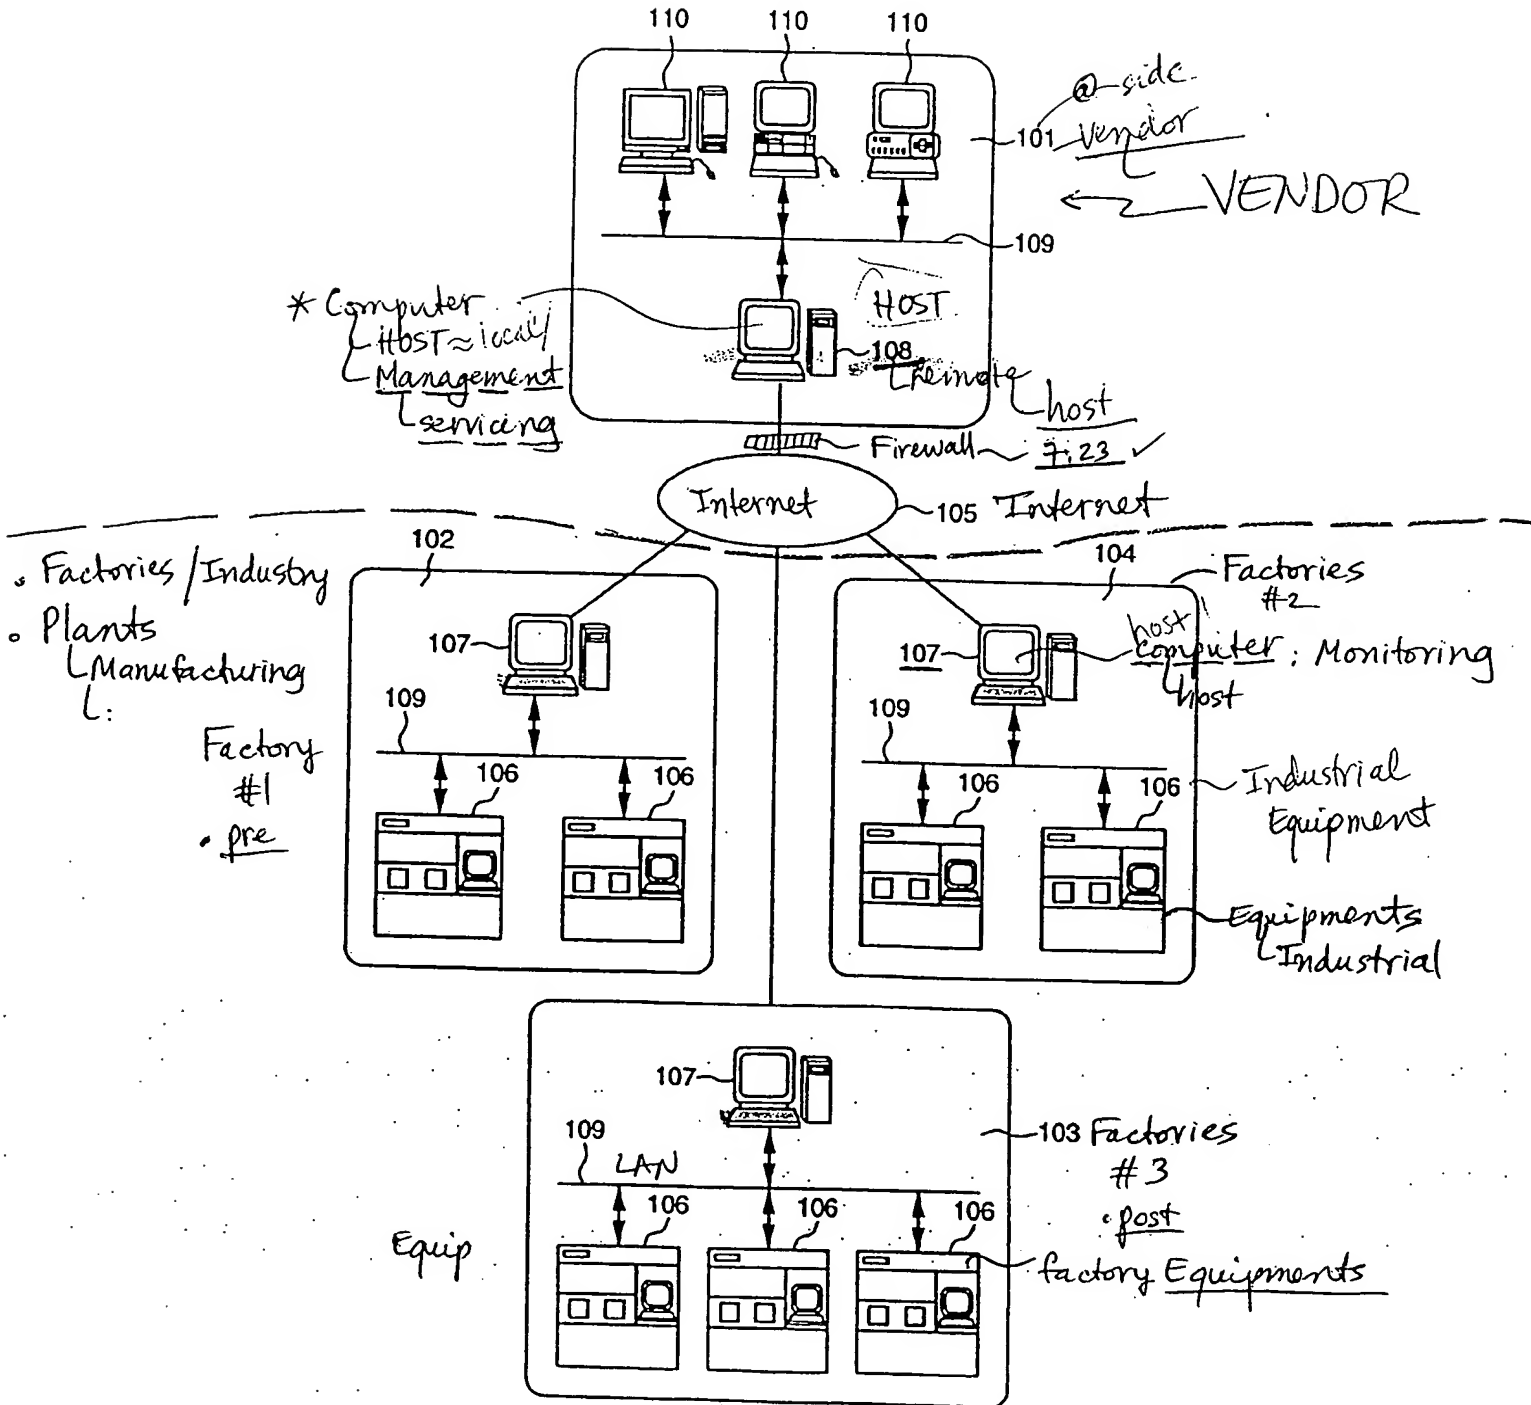 110 110 110
@ side
101 vendor
VENDOR
109
* Computer
HOST ≈ local/
Management
servicing
HOST
108
remote
host
Firewall 7:23 ✓
Internet
105 Internet
• Factories/Industry
• Plants
Manufacturing
:
102
107
109
106 106
Factory
#1
• pre
104
Factories
#2
host
107
computer : Monitoring
host
109
106 106
Industrial
Equipment
Equipments
Industrial
107
103 Factories
#3
• post
109
LAN
106 106 106
Equip
factory Equipments